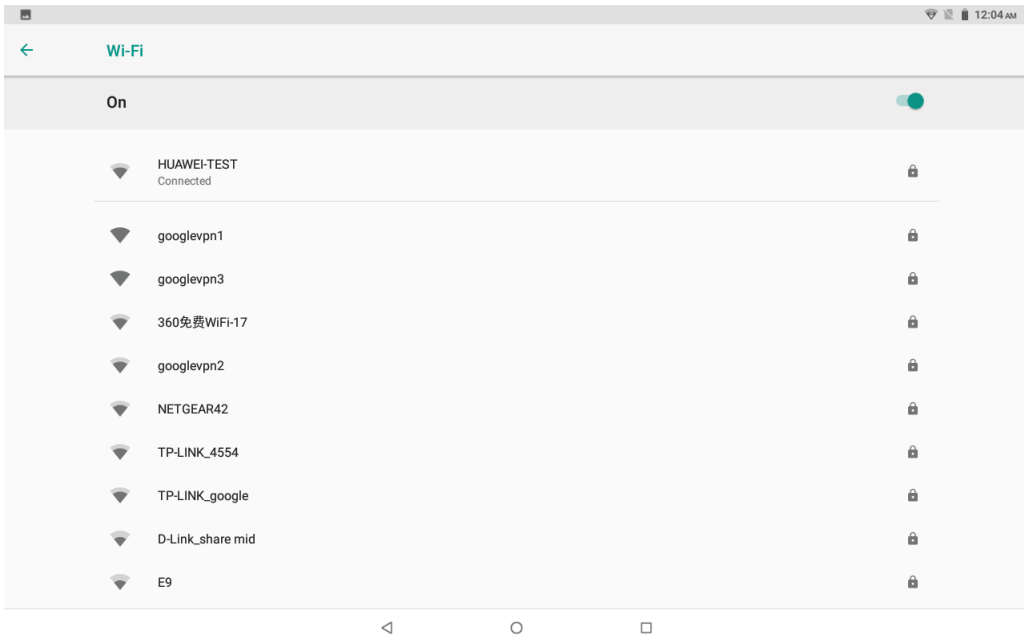 12:04 AM
Wi-Fi
On
HUAWEI-TEST
Connected
googlevpn1
googlevpn3
360免费WiFi-17
googlevpn2
NETGEAR42
TP-LINK_4554
TP-LINK_google
D-Link_share mid
E9